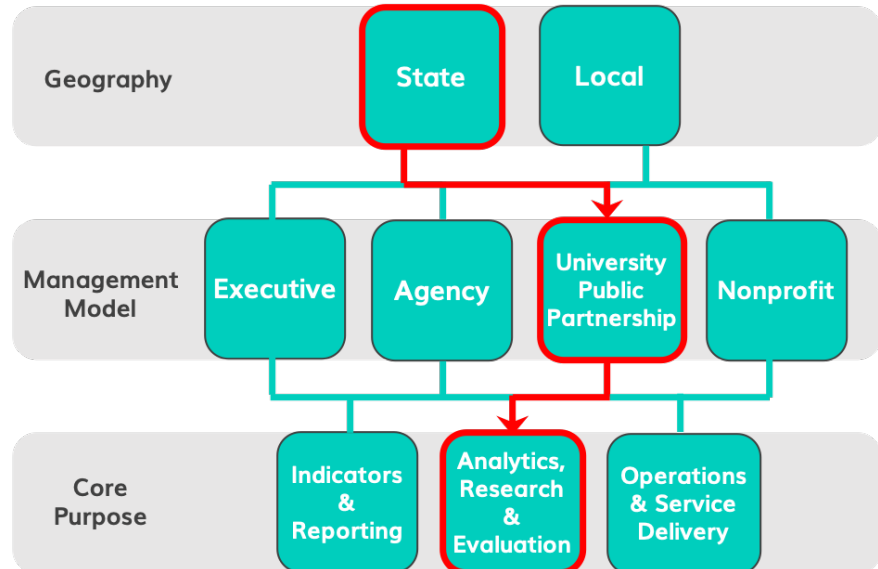 Geography
State
Local
Management
Model
Executive
Agency
University
Public
Partnership
Nonprofit
Core
Purpose
Indicators
&
Reporting
Analytics,
Research
&
Evaluation
Operations
& Service
Delivery